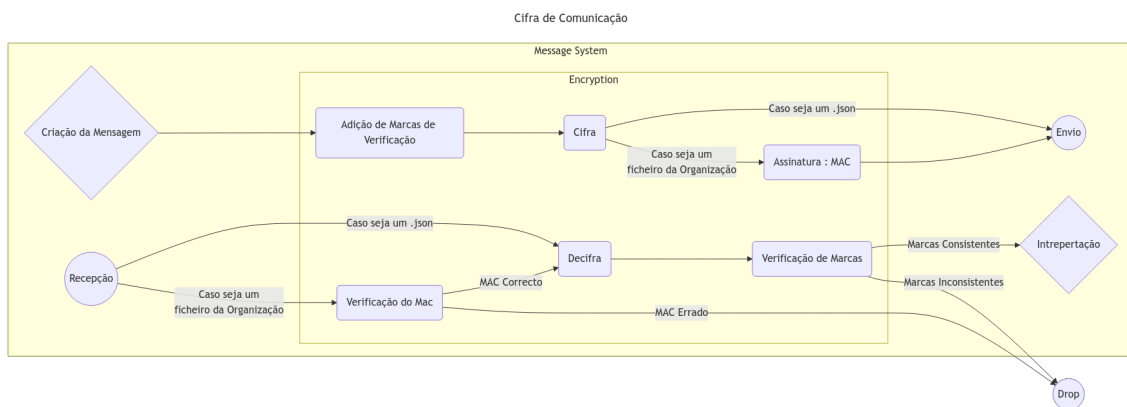 Cifra de Comunicação
Message System
Encryption
Criação da Mensagem
Adição de Marcas de
Verificação
Cifra
Caso seja um .json
Envio
Caso seja um
ficheiro da Organização
Assinatura : MAC
Recepção
Caso seja um .json
Caso seja um
ficheiro da Organização
Verificação do Mac
MAC Correcto
MAC Errado
Decifra
Verificação de Marcas
Marcas Consistentes
Marcas Inconsistentes
Intrepertação
Drop